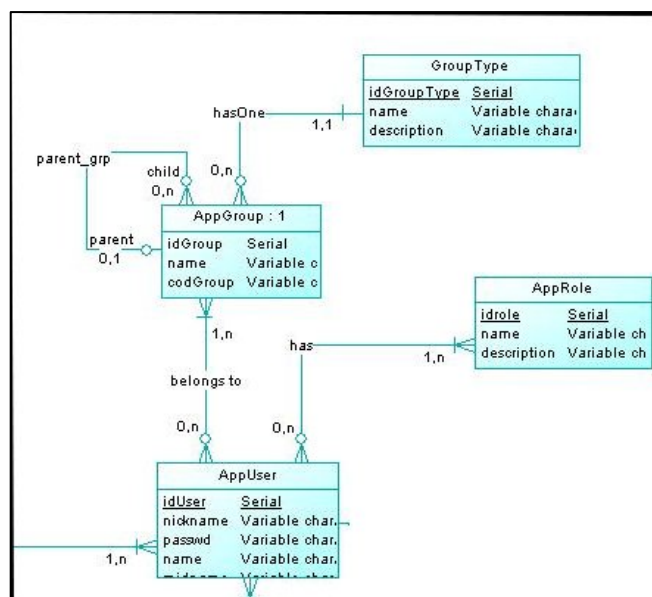 GroupType
idGroupType Serial
name Variable chara
description Variable chara
hasOne
1,1
parent_grp
child
0,n
0,n
AppGroup : 1
parent
0,1
idGroup Serial
name Variable c
codGroup Variable c
AppRole
idrole Serial
name Variable ch
description Variable ch
1,n
has
1,n
belongs to
0,n
0,n
AppUser
idUser Serial
nickname Variable char.
passwd Variable char.
name Variable char.
Variable char.
1,n